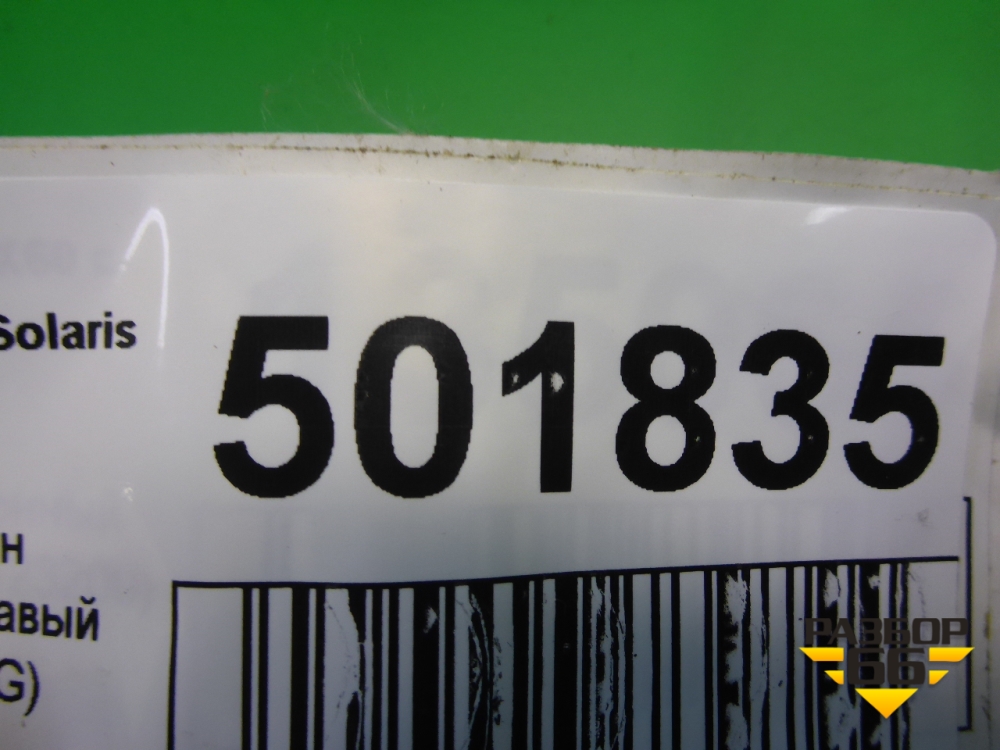 Solaris
501835
н
авый
G)
РАЗБОР
66